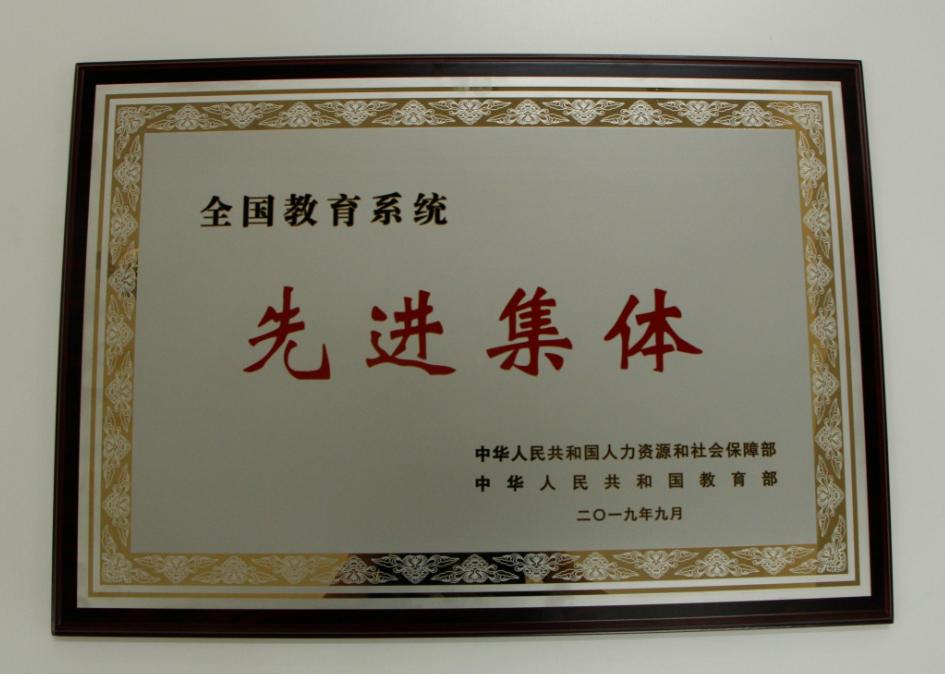 全国教育系统
先进集体
中华人民共和国人力资源和社会保障部
中华人民共和国教育部
二〇一九年九月